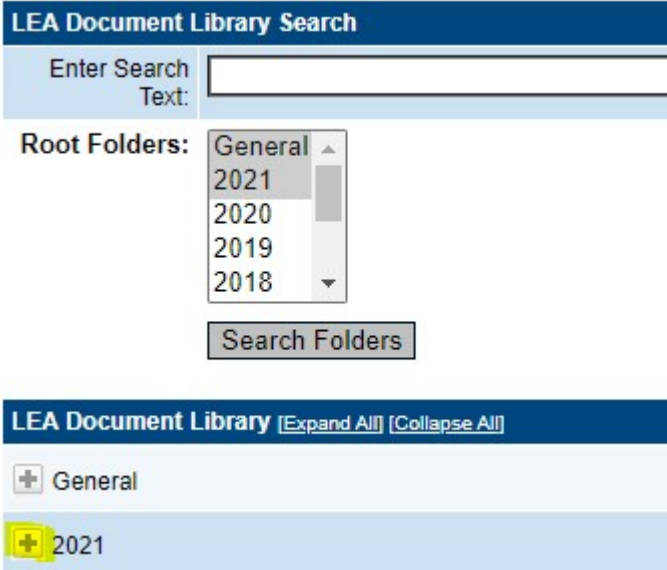 LEA Document Library Search
Enter Search
Text:
Root Folders:
General
2021
2020
2019
2018
Search Folders
LEA Document Library [Expand All] [Collapse All]
General
2021